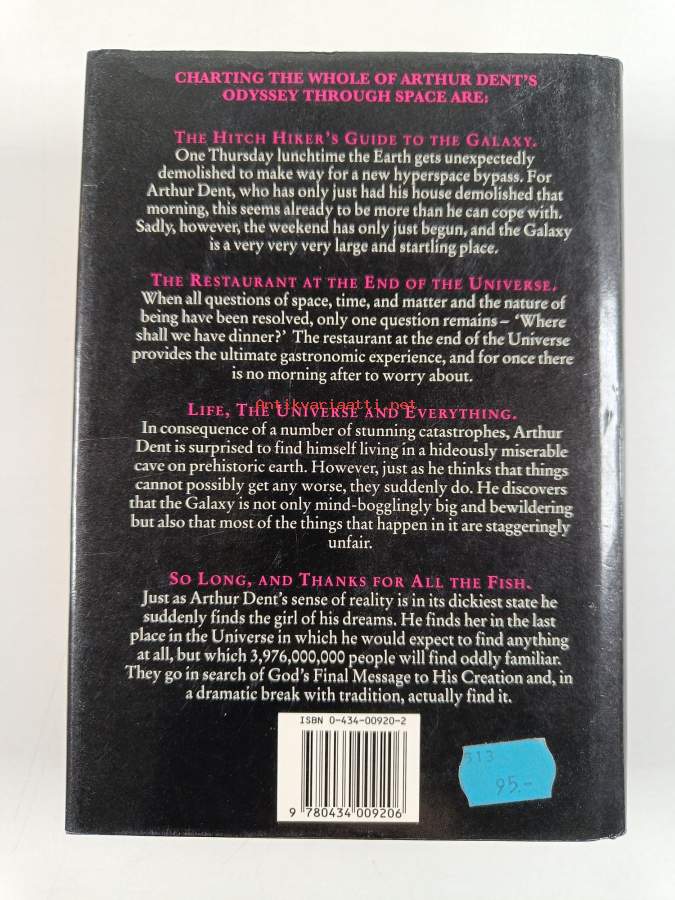 CHARTING THE WHOLE OF ARTHUR DENT'S
ODYSSEY THROUGH SPACE ARE:
THE HITCH HIKER'S GUIDE TO THE GALAXY.
One Thursday lunchtime the Earth gets unexpectedly
demolished to make way for a new hyperspace bypass. For
Arthur Dent, who has only just had his house demolished that
morning, this seems already to be more than he can cope with.
Sadly, however, the weekend has only just begun, and the Galaxy
is a very very very large and startling place.
THE RESTAURANT AT THE END OF THE UNIVERSE.
When all questions of space, time, and matter and the nature of
being have been resolved, only one question remains – 'Where
shall we have dinner?' The restaurant at the end of the Universe
provides the ultimate gastronomic experience, and for once there
is no morning after to worry about.
Antikvariaatti.net
LIFE, THE UNIVERSE AND EVERYTHING.
In consequence of a number of stunning catastrophes, Arthur
Dent is surprised to find himself living in a hideously miserable
cave on prehistoric earth. However, just as he thinks that things
cannot possibly get any worse, they suddenly do. He discovers
that the Galaxy is not only mind-bogglingly big and bewildering
but also that most of the things that happen in it are staggeringly
unfair.
SO LONG, AND THANKS FOR ALL THE FISH.
Just as Arthur Dent's sense of reality is in its dickiest state he
suddenly finds the girl of his dreams. He finds her in the last
place in the Universe in which he would expect to find anything
at all, but which 3,976,000,000 people will find oddly familiar.
They go in search of God's Final Message to His Creation and, in
a dramatic break with tradition, actually find it.
ISBN 0-434-00920-2
9 780434 009206
513
95.-